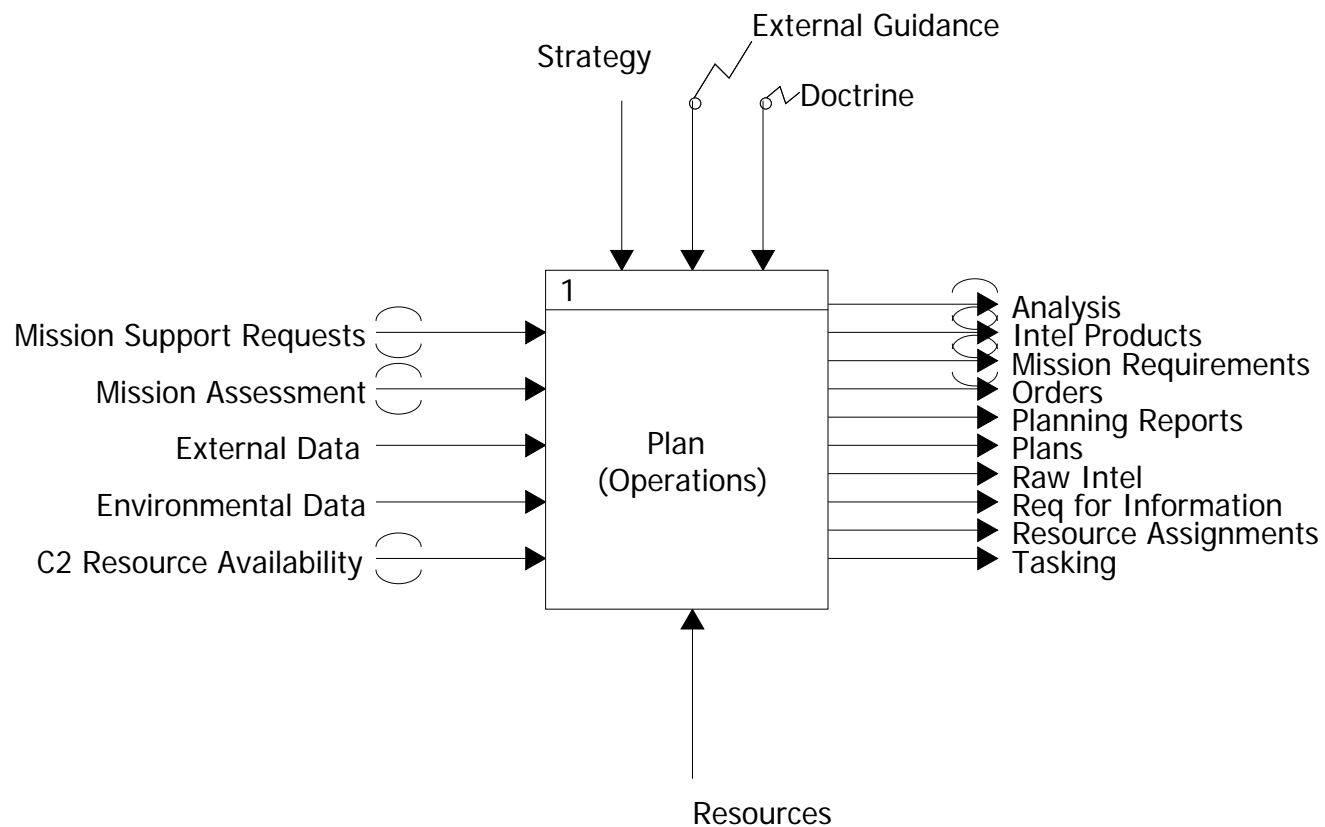 External Guidance
Strategy
Doctrine
1
Mission Support Requests
Mission Assessment
External Data
Environmental Data
C2 Resource Availability
Plan
(Operations)
Analysis
Intel Products
Mission Requirements
Orders
Planning Reports
Plans
Raw Intel
Req for Information
Resource Assignments
Tasking
Resources